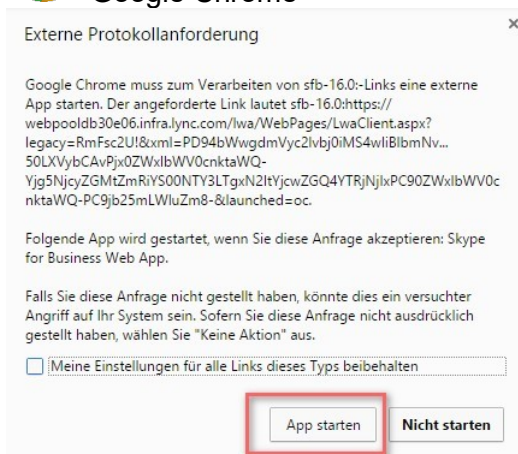 Google Chrome
Externe Protokollanforderung
Google Chrome muss zum Verarbeiten von sfb-16.0:-Links eine externe
App starten. Der angeforderte Link lautet sfb-16.0:https://
webpooldb30e06.infra.lync.com/lwa/WebPages/LwaClient.aspx?
legacy=RmFsc2U!&xml=PD94bWwgdmVyc2lvbj0iMS4wIiBlbmNv...
50LXVybCAvPjx0ZWxlbWV0cnktaWQ-
Yjg5NjcyZGMtZmRiYS00NTY3LTgxN2ItYjcwZGQ4YTRjNjIxPC90ZWxlbWV0c
nktaWQ-PC9jb25mLWluZm8-&launched=oc.
Folgende App wird gestartet, wenn Sie diese Anfrage akzeptieren: Skype
for Business Web App.
Falls Sie diese Anfrage nicht gestellt haben, könnte dies ein versuchter
Angriff auf Ihr System sein. Sofern Sie diese Anfrage nicht ausdrücklich
gestellt haben, wählen Sie "Keine Aktion" aus.
Meine Einstellungen für alle Links dieses Typs beibehalten
App starten Nicht starten